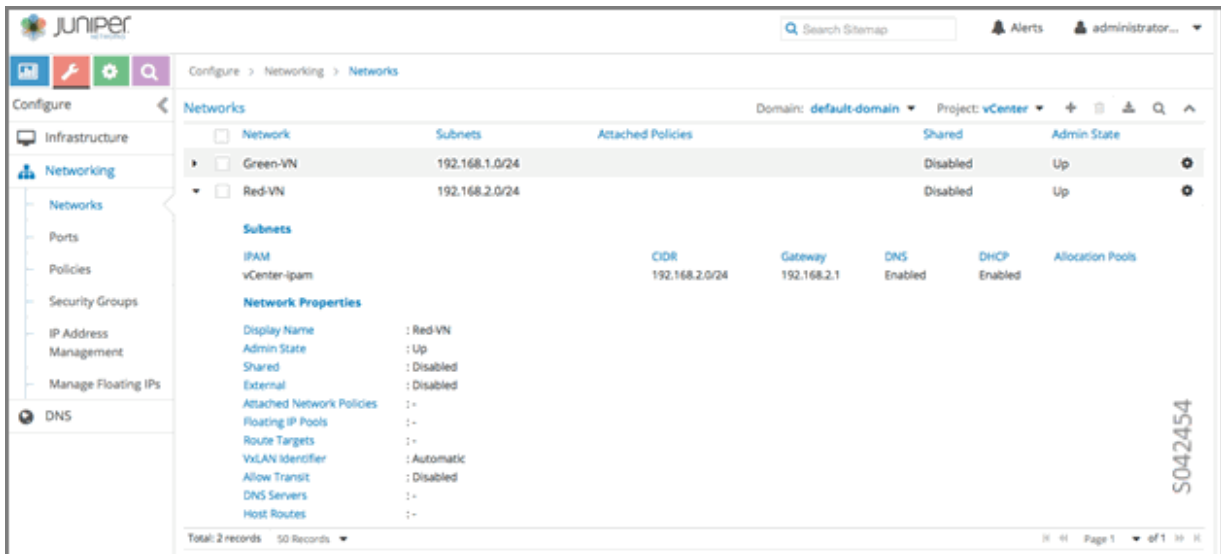 JUNIPER
NETWORKS
Search Sitemap
Alerts
administrator...
Configure > Networking > Networks
Configure
Infrastructure
Networking
Networks
Ports
Policies
Security Groups
IP Address
Management
Manage Floating IPs
DNS
Networks
Domain: default-domain
Project: vCenter
Network Subnets Attached Policies Shared Admin State
Green-VN 192.168.1.0/24 Disabled Up
Red-VN 192.168.2.0/24 Disabled Up
Subnets
IPAM CIDR Gateway DNS DHCP Allocation Pools
vCenter-ipam 192.168.2.0/24 192.168.2.1 Enabled Enabled
Network Properties
Display Name : Red-VN
Admin State : Up
Shared : Disabled
External : Disabled
Attached Network Policies : -
Floating IP Pools : -
Route Targets : -
VxLAN Identifier : Automatic
Allow Transit : Disabled
DNS Servers : -
Host Routes : -
Total: 2 records 50 Records
Page 1 of 1
S042454